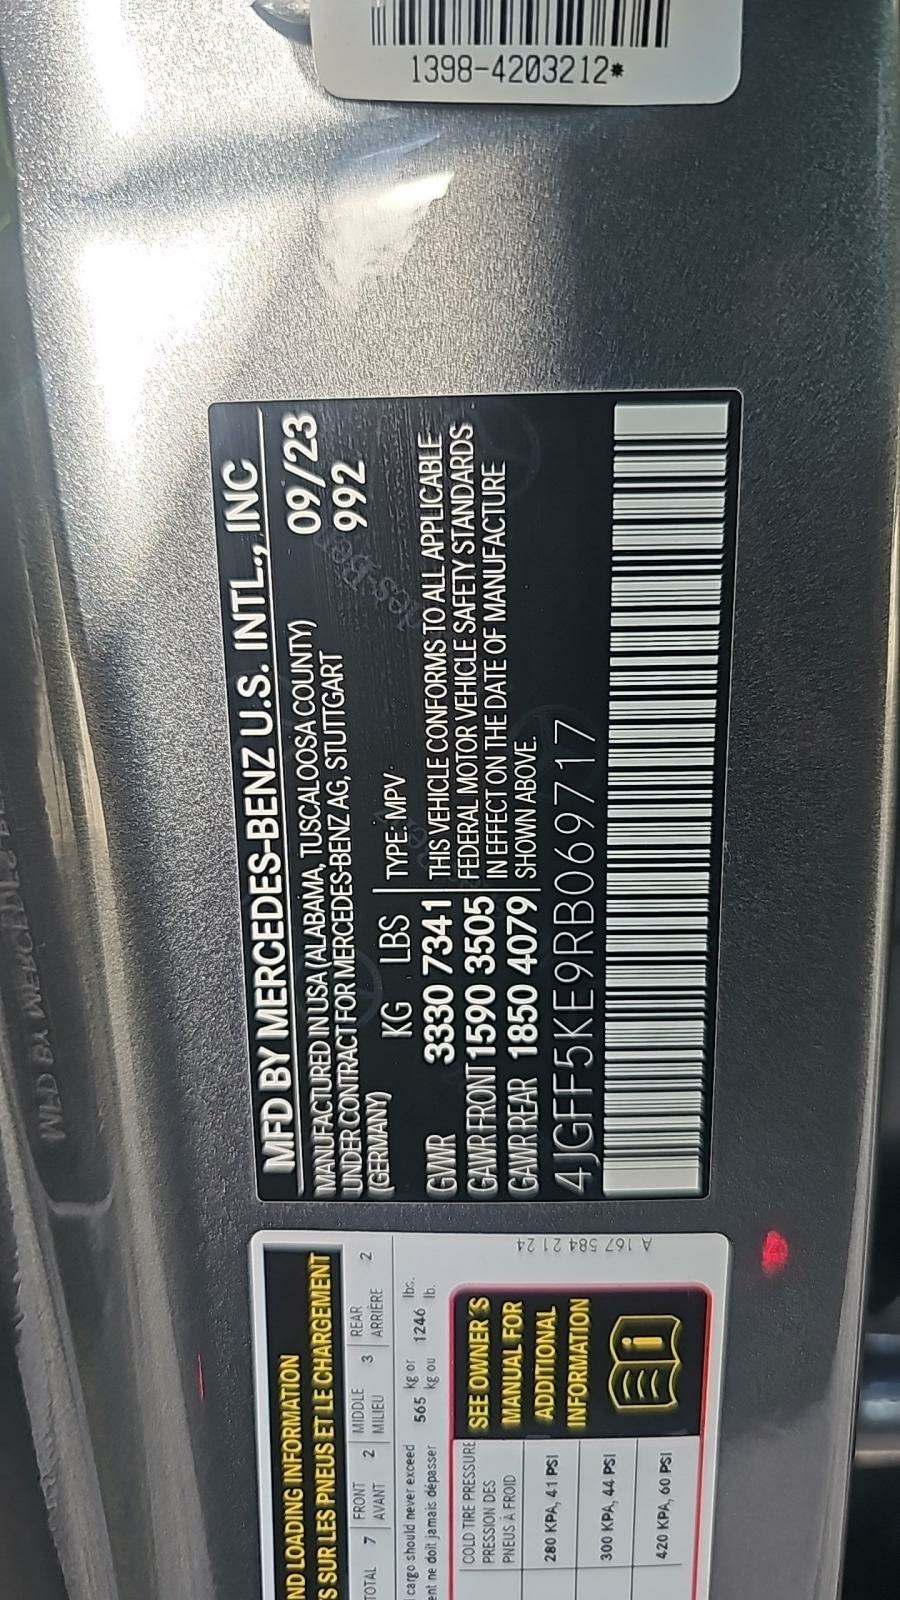 1398-4203212*
MFD BY MERCEDES-BENZ U.S. INTL., INC
MANUFACTURED IN USA (ALABAMA, TUSCALOOSA COUNTY) 09/23
UNDER CONTRACT FOR MERCEDES-BENZ AG, STUTTGART 992
(GERMANY)
KG LBS TYPE: MPV
GVWR 3330 7341 THIS VEHICLE CONFORMS TO ALL APPLICABLE
GAWR FRONT 1590 3505 FEDERAL MOTOR VEHICLE SAFETY STANDARDS
GAWR REAR 1850 4079 IN EFFECT ON THE DATE OF MANUFACTURE
SHOWN ABOVE.
4JGFF5KE9RB069717
A 167 584 21 24
ND LOADING INFORMATION
TS SUR LES PNEUS ET LE CHARGEMENT
TOTAL 7 FRONT 2 MIDDLE 3 REAR 2
AVANT MILIEU ARRIÈRE
cargo should never exceed 565 kg or 1246 lbs.
ent ne doit jamais dépasser kg ou lb.
COLD TIRE PRESSURE
PRESSION DES
PNEUS À FROID
280 KPA, 41 PSI
300 KPA, 44 PSI
420 KPA, 60 PSI
SEE OWNER´S
MANUAL FOR
ADDITIONAL
INFORMATION